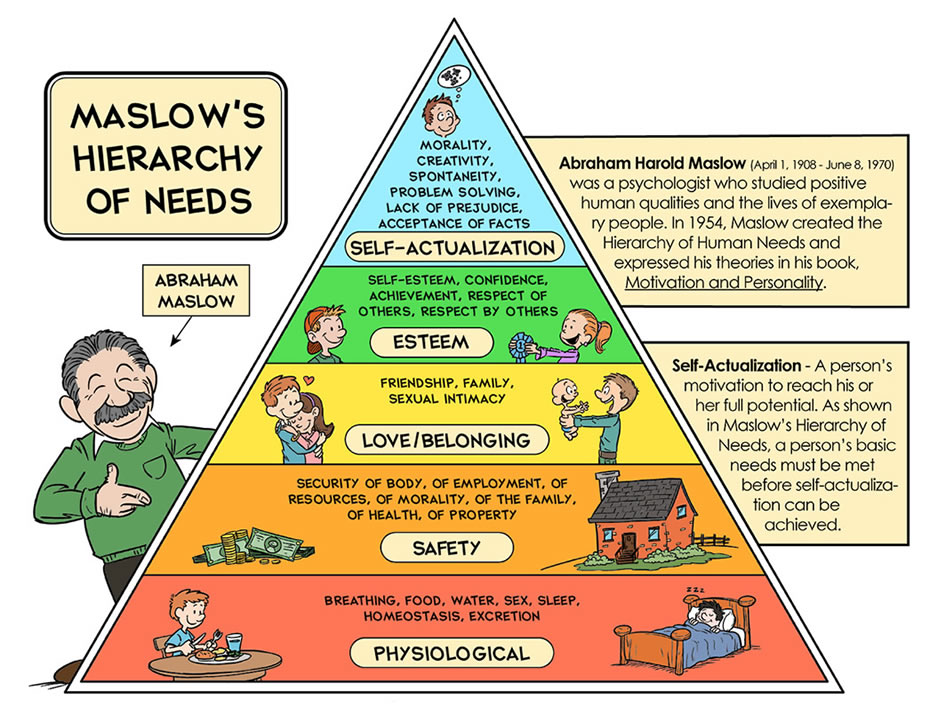 MASLOW'S
HIERARCHY
OF NEEDS
ABRAHAM
MASLOW
MORALITY,
CREATIVITY,
SPONTANEITY,
PROBLEM SOLVING,
LACK OF PREJUDICE,
ACCEPTANCE OF FACTS
SELF-ACTUALIZATION
SELF-ESTEEM, CONFIDENCE,
ACHIEVEMENT, RESPECT OF
OTHERS, RESPECT BY OTHERS
ESTEEM
1
FRIENDSHIP, FAMILY,
SEXUAL INTIMACY
LOVE/BELONGING
SECURITY OF BODY, OF EMPLOYMENT, OF
RESOURCES, OF MORALITY, OF THE FAMILY,
OF HEALTH, OF PROPERTY
SAFETY
BREATHING, FOOD, WATER, SEX, SLEEP,
HOMEOSTASIS, EXCRETION
PHYSIOLOGICAL
zzz
Abraham Harold Maslow (April 1, 1908 - June 8, 1970)
was a psychologist who studied positive
human qualities and the lives of exempla-
ry people. In 1954, Maslow created the
Hierarchy of Human Needs and
expressed his theories in his book,
Motivation and Personality.
Self-Actualization - A person's
motivation to reach his or
her full potential. As shown
in Maslow's Hierarchy of
Needs, a person's basic
needs must be met
before self-actualiza-
tion can be
achieved.